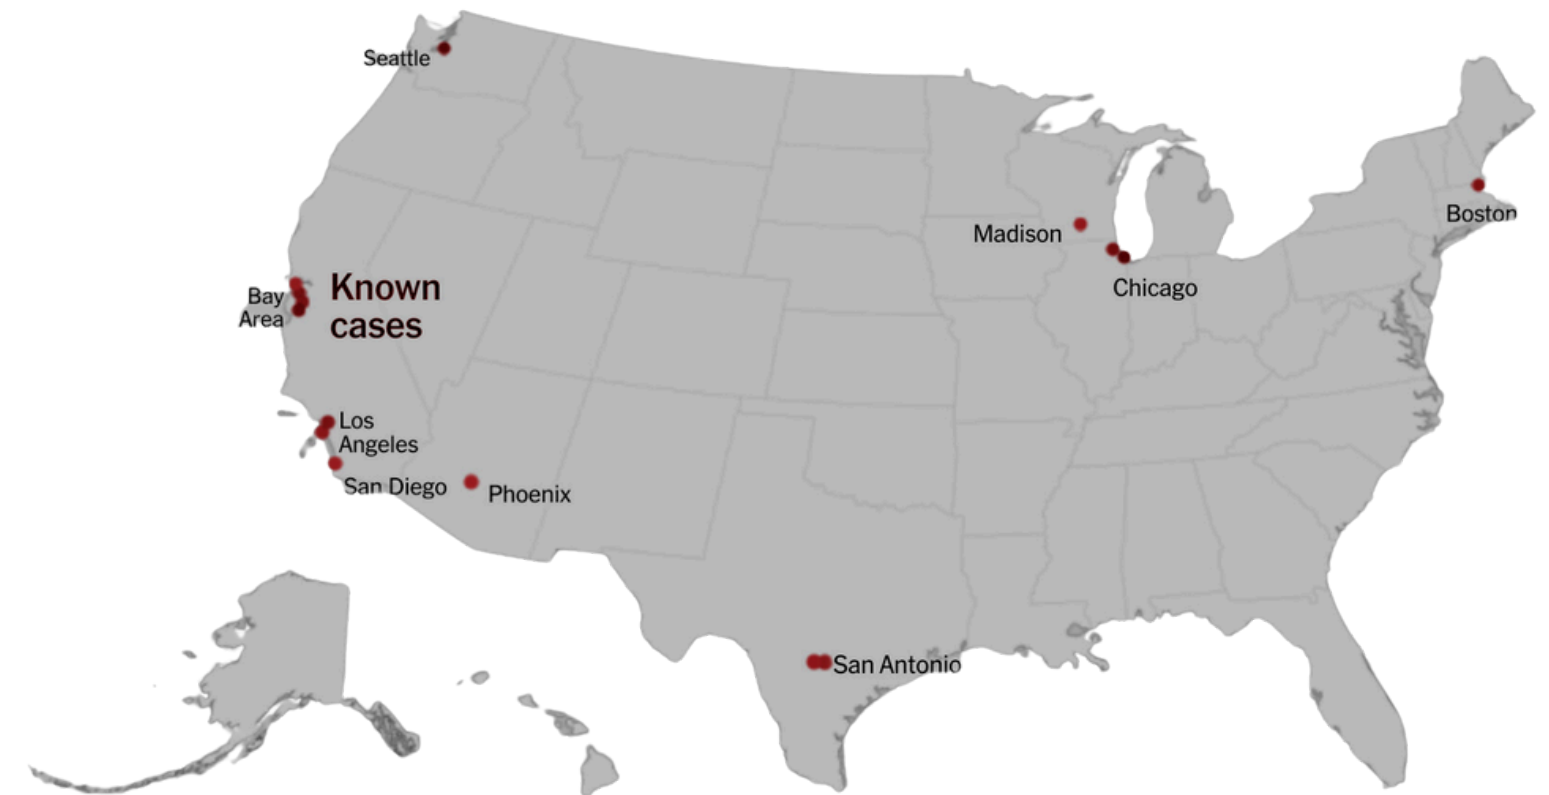 Seattle
Boston
Madison
Known
cases
Chicago
Bay
Area
Los
Angeles
San Diego
Phoenix
San Antonio